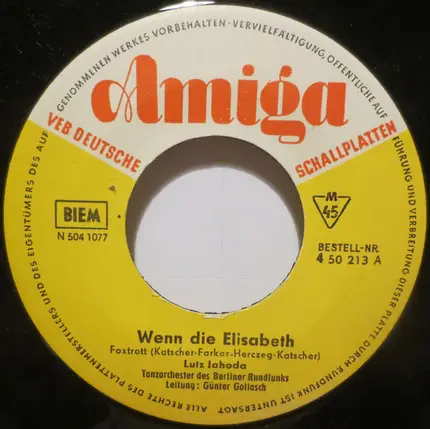 ALLE RECHTE DES PLATTENHERSTELLERS UND DES EIGENTÜMERS DES AUF GENOMMENEN WERKES VORBEHALTEN · VERVIELFÄLTIGUNG, ÖFFENTLICHE AUF FÜHRUNG UND VERBREITUNG DIESER PLATTE DURCH RUNDFUNK IST UNTERSAGT
Amiga
VEB DEUTSCHE SCHALLPLATTEN
BIEM
N 504 1077
M
45
BESTELL-NR.
4 50 213 A
Wenn die Elisabeth
Foxtrott (Katscher-Farkas-Herczeg-Katscher)
Lutz Jahoda
Tanzorchester des Berliner Rundfunks
Leitung: Günter Gollasch